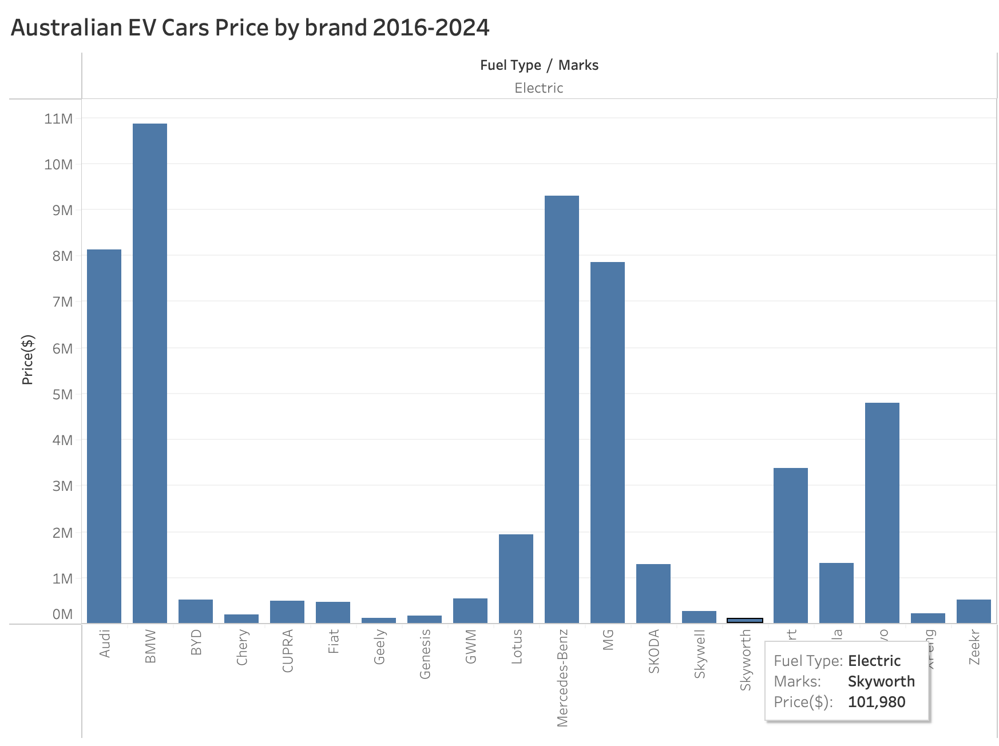 Australian EV Cars Price by brand 2016-2024
Fuel Type / Marks
Electric
11M
10M
9M
8M
7M
6M
5M
4M
3M
2M
1M
0M
Price($)
Audi
BMW
BYD
Chery
CUPRA
Fiat
Geely
Genesis
GWM
Lotus
Mercedes-Benz
MG
SKODA
Skywell
Skyworth
Zeekr
Fuel Type: Electric
Marks: Skyworth
Price($): 101,980